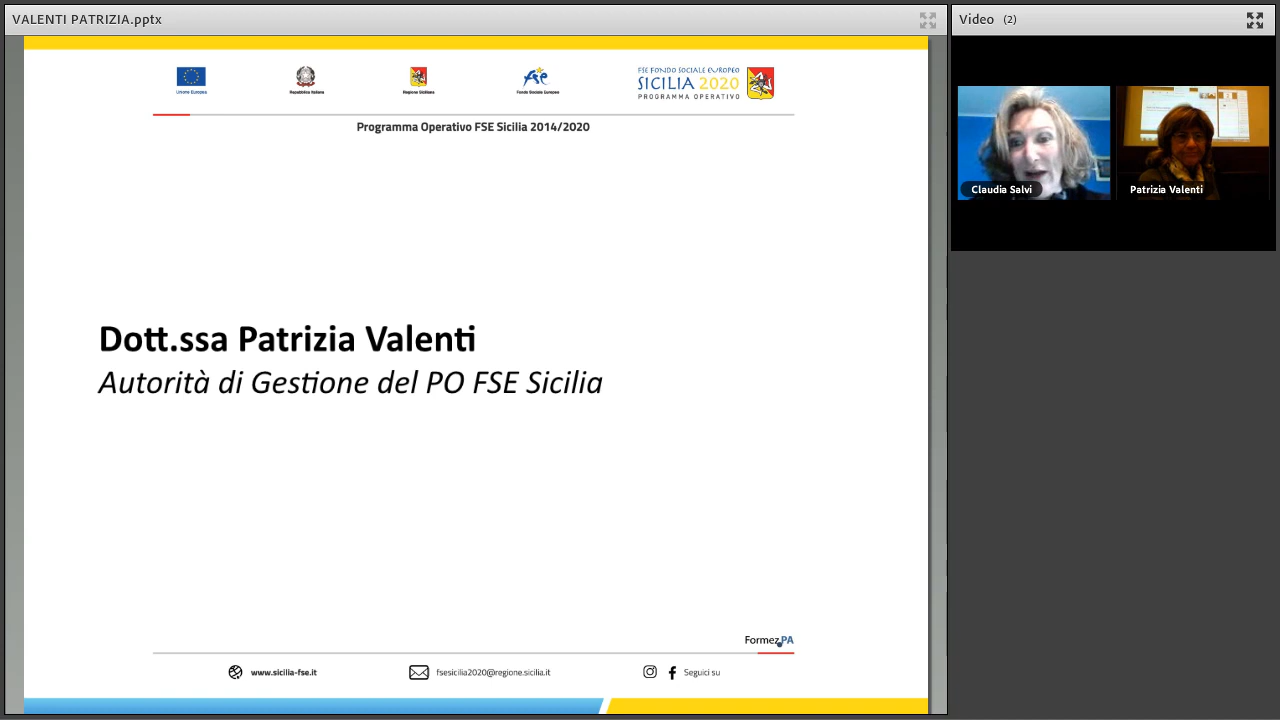 VALENTI PATRIZIA.pptx
Video (2)
Unione Europea
Repubblica Italiana
Regione Siciliana
Fondo Sociale Europeo
FSE FONDO SOCIALE EUROPEO
SICILIA 2020
PROGRAMMA OPERATIVO
Programma Operativo FSE Sicilia 2014/2020
Claudia Salvi
Patrizia Valenti
Dott.ssa Patrizia Valenti
Autorità di Gestione del PO FSE Sicilia
Formez PA
www.sicilia-fse.it
fsesicilia2020@regione.sicilia.it
Seguici su